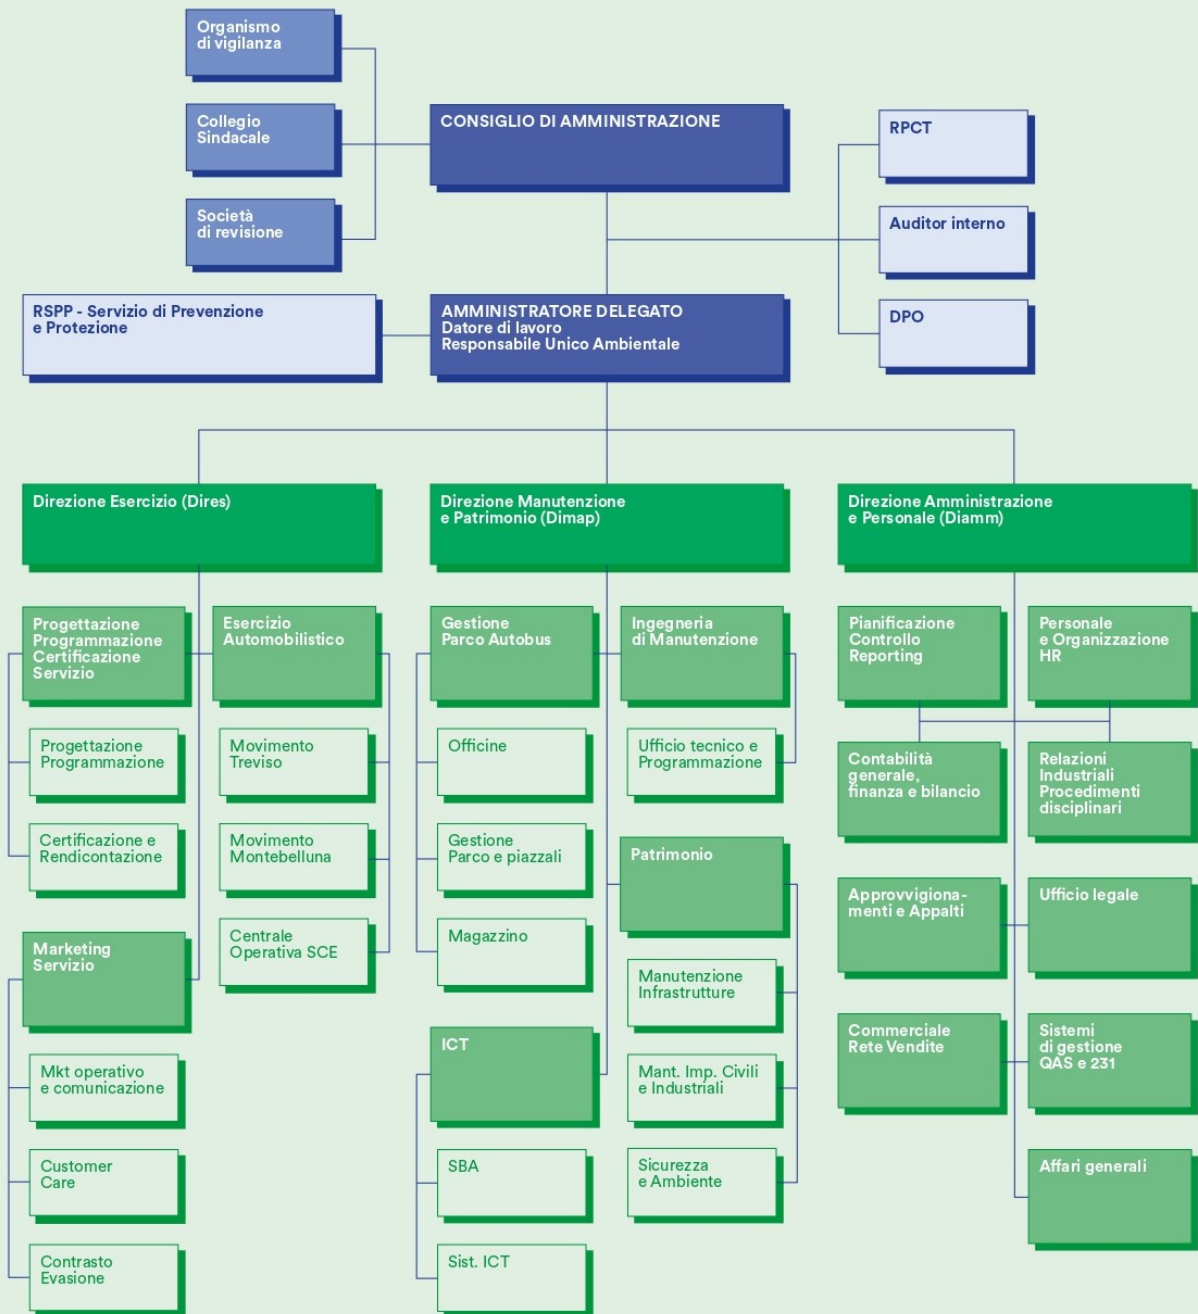 Organismo
di vigilanza
Collegio
Sindacale
Società
di revisione
CONSIGLIO DI AMMINISTRAZIONE
RPCT
Auditor interno
DPO
RSPP - Servizio di Prevenzione
e Protezione
AMMINISTRATORE DELEGATO
Datore di lavoro
Responsabile Unico Ambientale
Direzione Esercizio (Dires)
Progettazione
Programmazione
Certificazione
Servizio
Progettazione
Programmazione
Certificazione e
Rendicontazione
Marketing
Servizio
Mkt operativo
e comunicazione
Customer
Care
Contrasto
Evasione
Esercizio
Automobilistico
Movimento
Treviso
Movimento
Montebelluna
Centrale
Operativa SCE
Direzione Manutenzione
e Patrimonio (Dimap)
Gestione
Parco Autobus
Officine
Gestione
Parco e piazzali
Magazzino
ICT
SBA
Sist. ICT
Ingegneria
di Manutenzione
Ufficio tecnico e
Programmazione
Patrimonio
Manutenzione
Infrastrutture
Mant. Imp. Civili
e Industriali
Sicurezza
e Ambiente
Direzione Amministrazione
e Personale (Diamm)
Pianificazione
Controllo
Reporting
Personale
e Organizzazione
HR
Contabilità
generale,
finanza e bilancio
Relazioni
Industriali
Procedimenti
disciplinari
Approvvigiona-
menti e Appalti
Ufficio legale
Commerciale
Rete Vendite
Sistemi
di gestione
QAS e 231
Affari generali